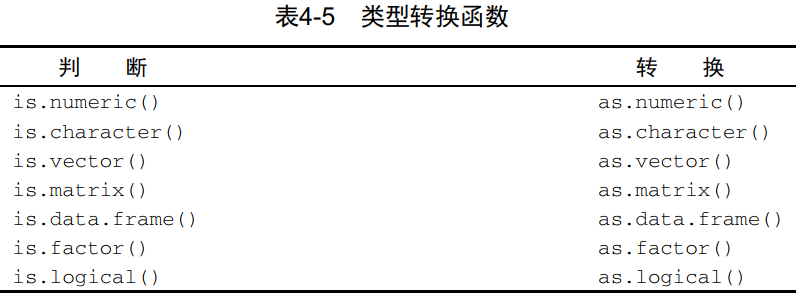 表4-5 类型转换函数
判 断 转 换
is.numeric() as.numeric()
is.character() as.character()
is.vector() as.vector()
is.matrix() as.matrix()
is.data.frame() as.data.frame()
is.factor() as.factor()
is.logical() as.logical()